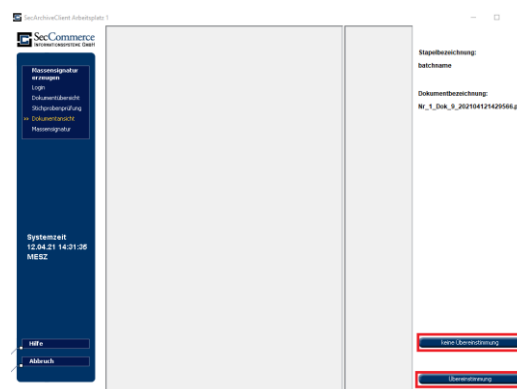 SecArchiveClient Arbeitsplatz 1
SecCommerce
INFORMATIONSSYSTEME GMBH
Massensignatur
erzeugen
Login
Dokumentübersicht
Stichprobenprüfung
Dokumentansicht
Massensignatur
Systemzeit
12.04.21 14:31:36
MESZ
Hilfe
Abbruch
Stapelbezeichnung:
batchname
Dokumentbezeichnung:
Nr_1_Dok_9_202104121429566.p
keine Übereinstimmung
Übereinstimmung